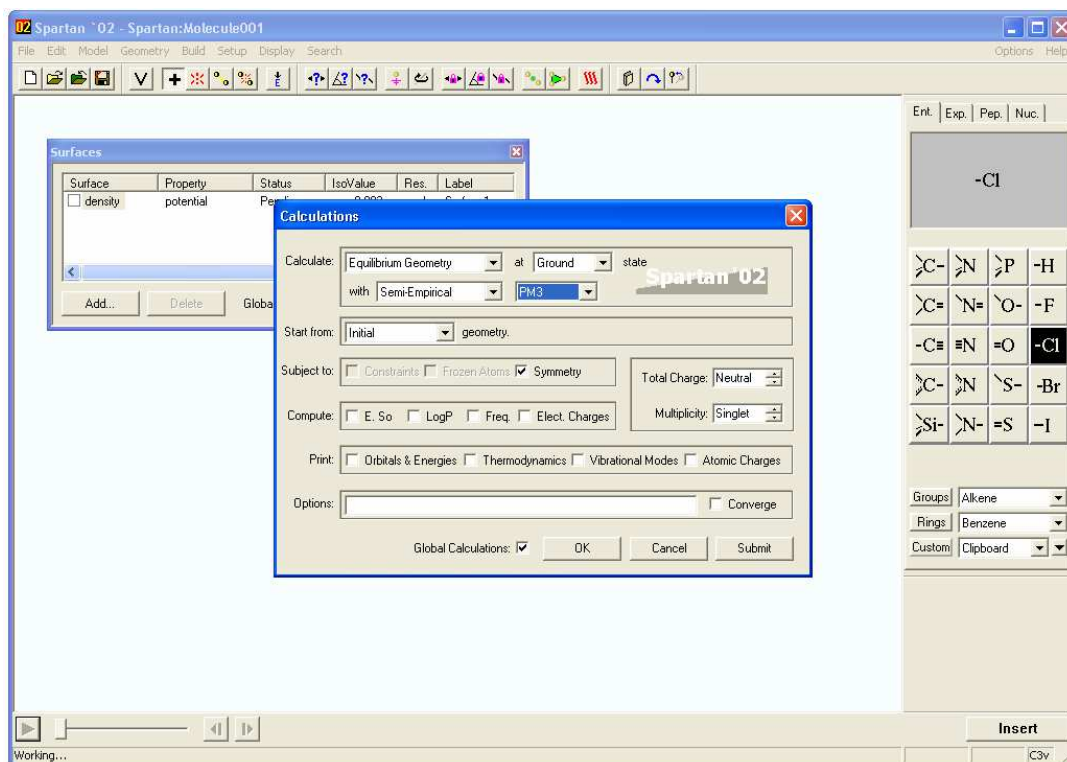 02 Spartan `02 - Spartan:Molecule001
File Edit Model Geometry Build Setup Display Search Options Help
V + E
Ent. Exp. Pep. Nuc.
-Cl
Surfaces
Surface Property Status IsoValue Res. Label
density potential
Add... Delete Global
Calculations
Calculate: Equilibrium Geometry at Ground state
with Semi-Empirical PM3
Spartan '02
Start from: Initial geometry.
Subject to: Constraints Frozen Atoms Symmetry
Total Charge: Neutral
Compute: E. So LogP Freq. Elect. Charges
Multiplicity: Singlet
Print: Orbitals & Energies Thermodynamics Vibrational Modes Atomic Charges
Options: Converge
Global Calculations: OK Cancel Submit
C- N P -H
C= N= O- -F
-C≡ ≡N =O -Cl
C- N S- -Br
Si- N- =S -I
Groups Alkene
Rings Benzene
Custom Clipboard
Insert
Working... C3v